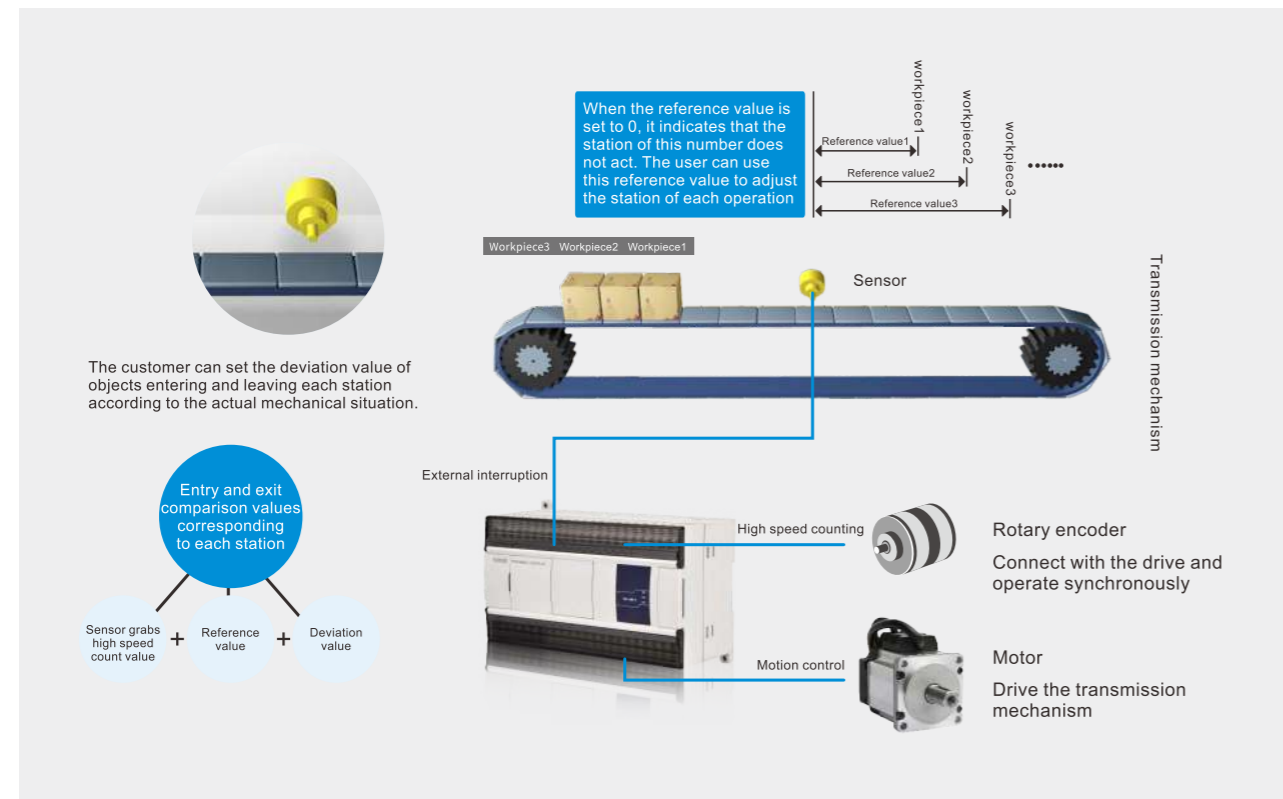 When the reference value is
set to 0, it indicates that the
station of this number does
not act. The user can use
this reference value to adjust
the station of each operation
workpiece1
workpiece2
workpiece3
Reference value1
Reference value2
Reference value3
......
Workpiece3 Workpiece2 Workpiece1
Sensor
Transmission mechanism
The customer can set the deviation value of
objects entering and leaving each station
according to the actual mechanical situation.
Entry and exit
comparison values
corresponding
to each station
Sensor grabs
high speed
count value
+
Reference
value
+
Deviation
value
External interruption
High speed counting
Rotary encoder
Connect with the drive and
operate synchronously
Motion control
Motor
Drive the transmission
mechanism